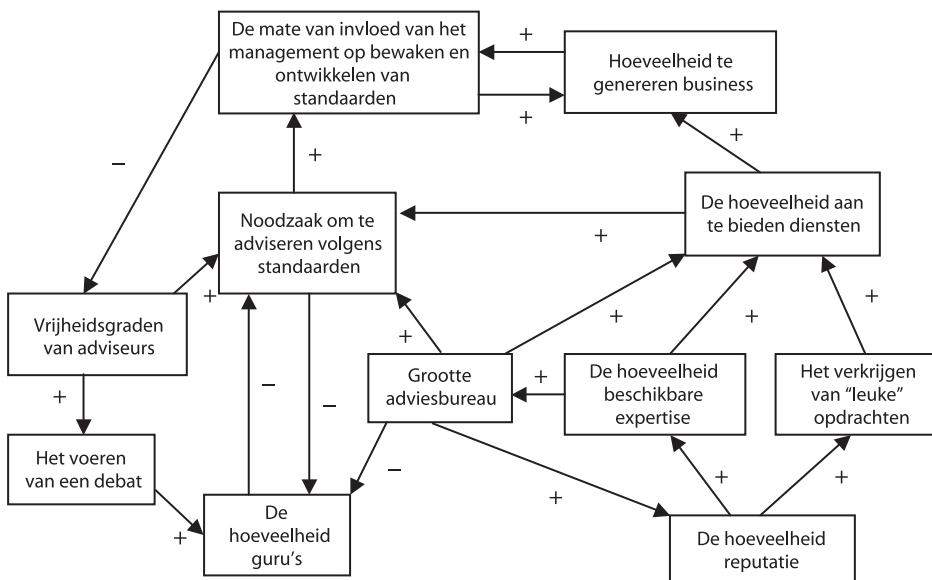 De mate van invloed van het
management op bewaken en
ontwikkelen van
standaarden
+
+
Hoeveelheid te
genereren business
–
+
+
Noodzaak om te
adviseren volgens
standaarden
+
De hoeveelheid aan
te bieden diensten
Vrijheidsgraden
van adviseurs
+
+
+
+
+
Grootte
adviesbureau
+
De hoeveelheid
beschikbare
expertise
Het verkrijgen
van “leuke”
opdrachten
+
–
–
Het voeren
van een debat
–
+
+
+
+
De
hoeveelheid
guru’s
De hoeveelheid
reputatie